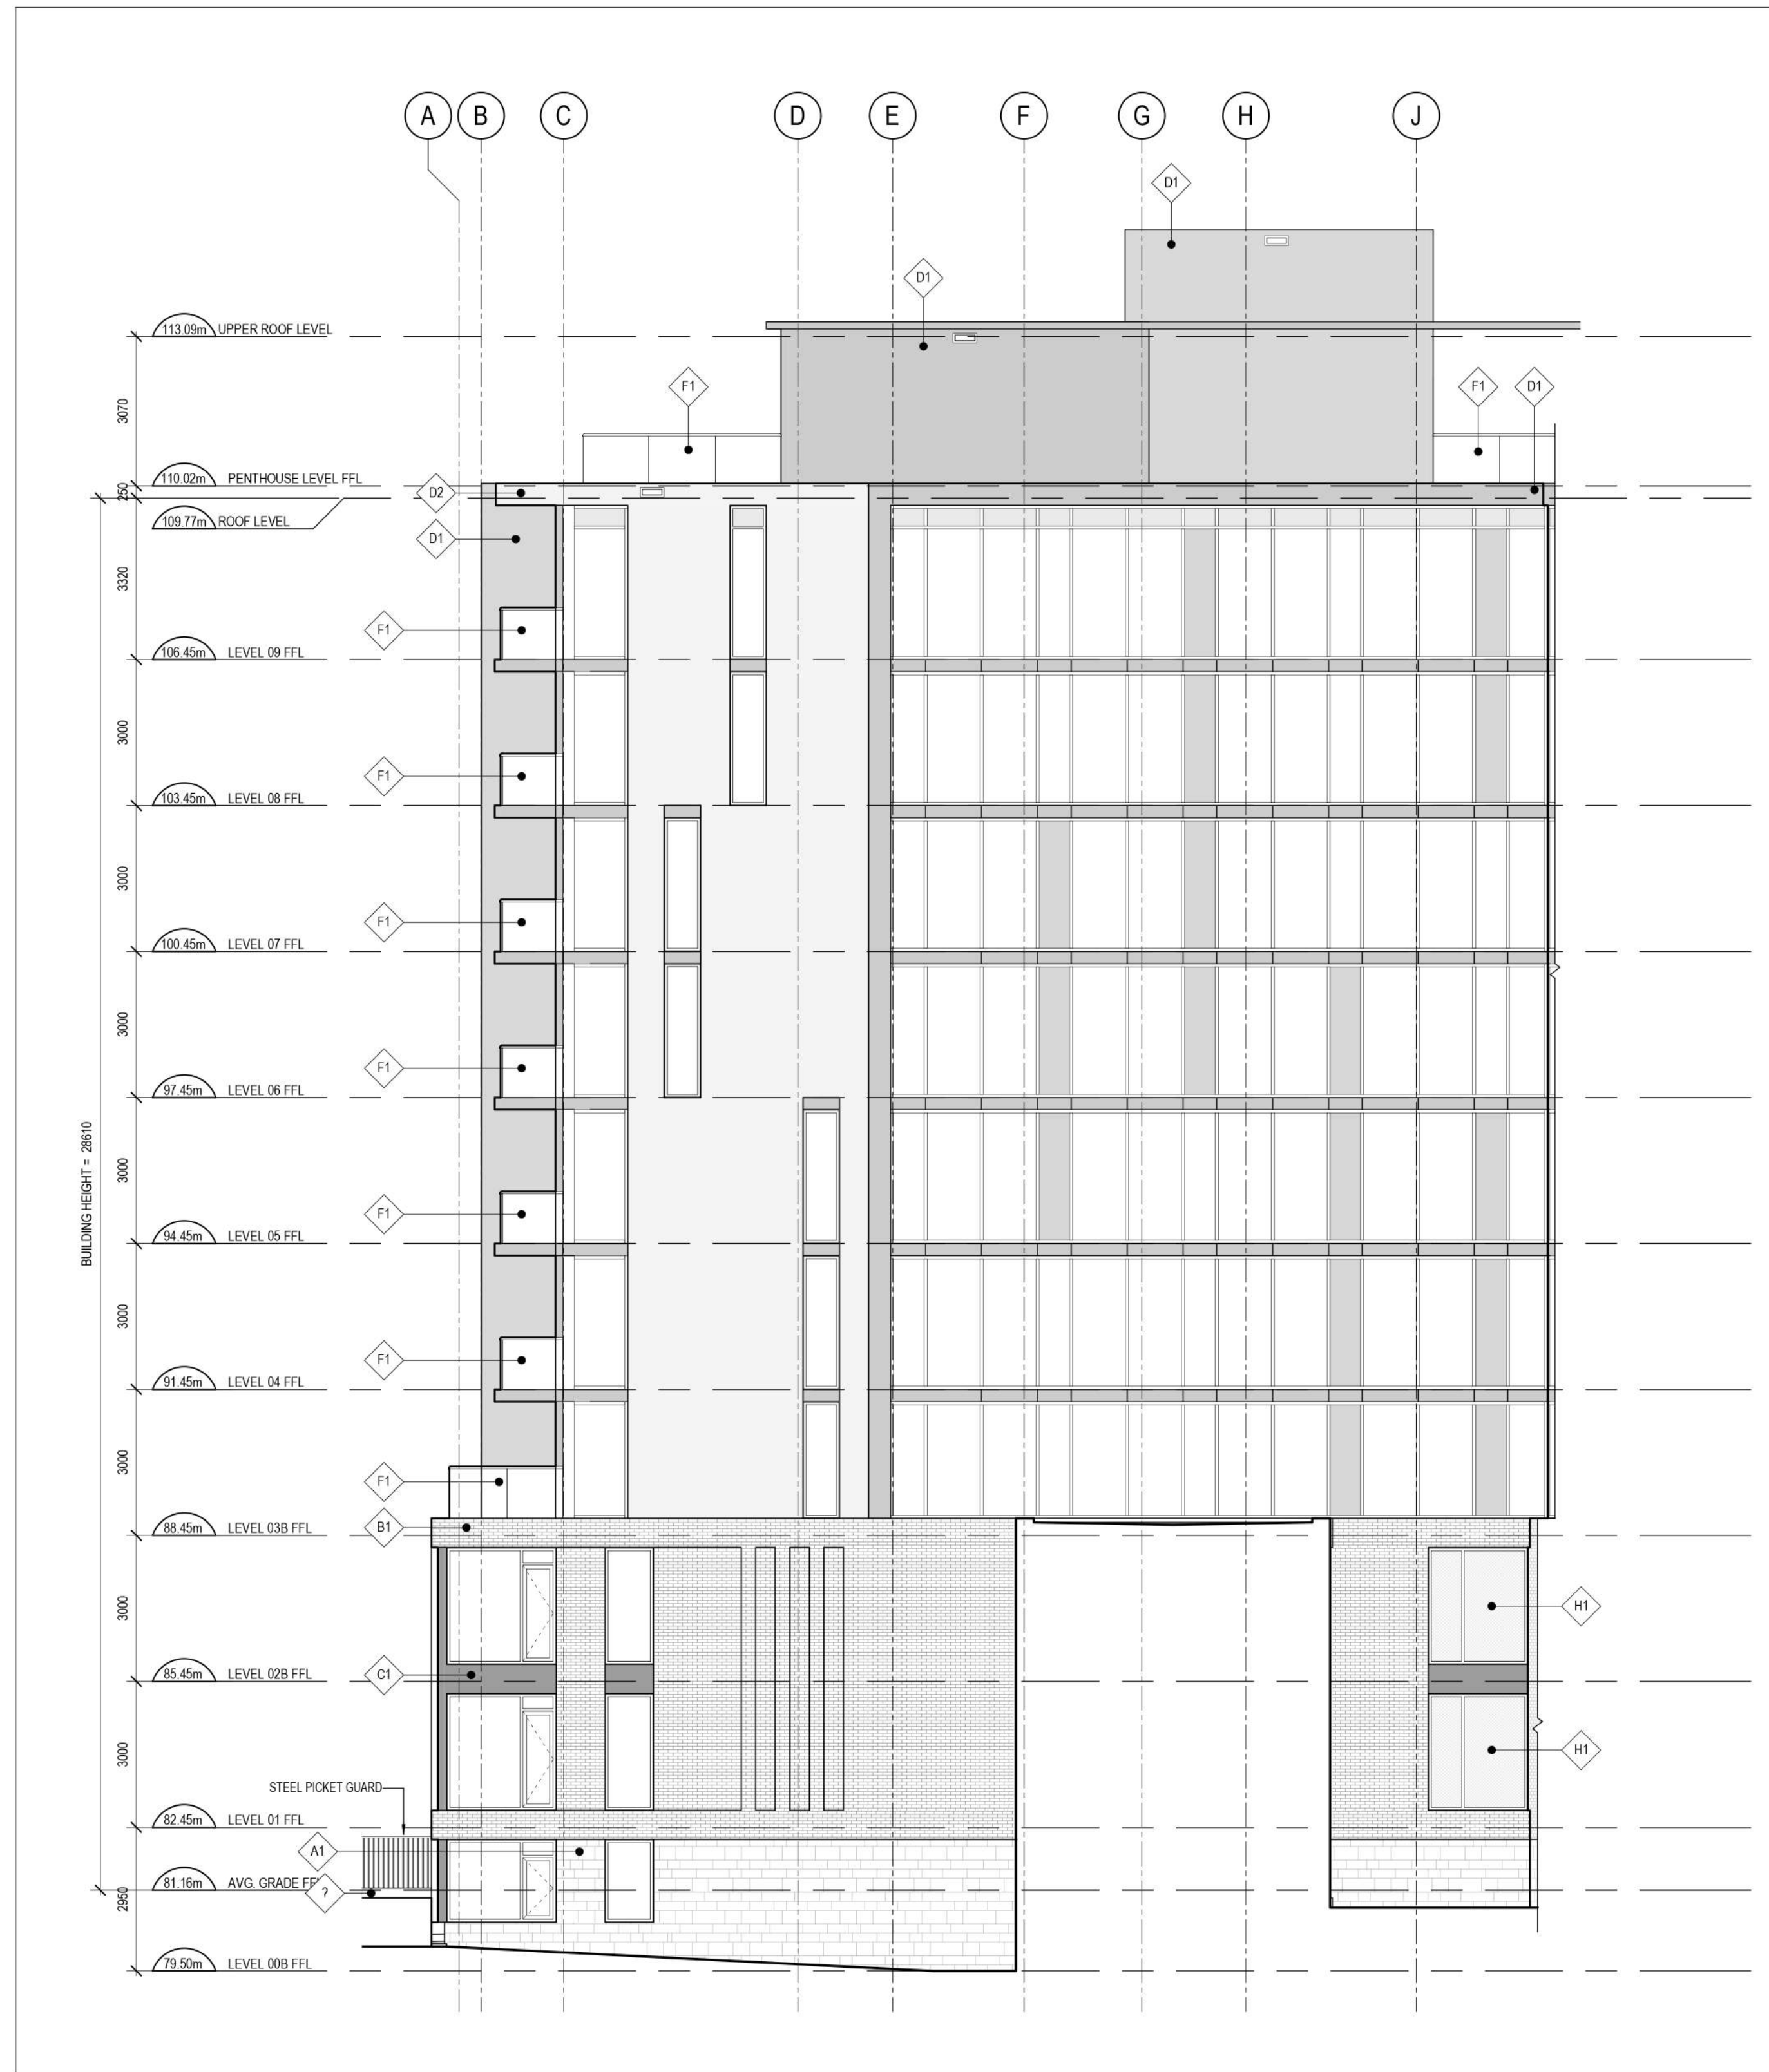 A B C D E F G H J
D1
D1
113.09m UPPER ROOF LEVEL
F1 F1 D1
3070
110.02m PENTHOUSE LEVEL FFL
250
D2
109.77m ROOF LEVEL
D1
3320
F1
106.45m LEVEL 09 FFL
3000
F1
103.45m LEVEL 08 FFL
3000
F1
100.45m LEVEL 07 FFL
3000
F1
97.45m LEVEL 06 FFL
BUILDING HEIGHT = 28610
3000
F1
94.45m LEVEL 05 FFL
3000
F1
91.45m LEVEL 04 FFL
3000
F1
88.45m LEVEL 03B FFL
B1
3000
H1
85.45m LEVEL 02B FFL
C1
3000
H1
STEEL PICKET GUARD
82.45m LEVEL 01 FFL
A1
81.16m AVG. GRADE FFL
?
2950
79.50m LEVEL 00B FFL